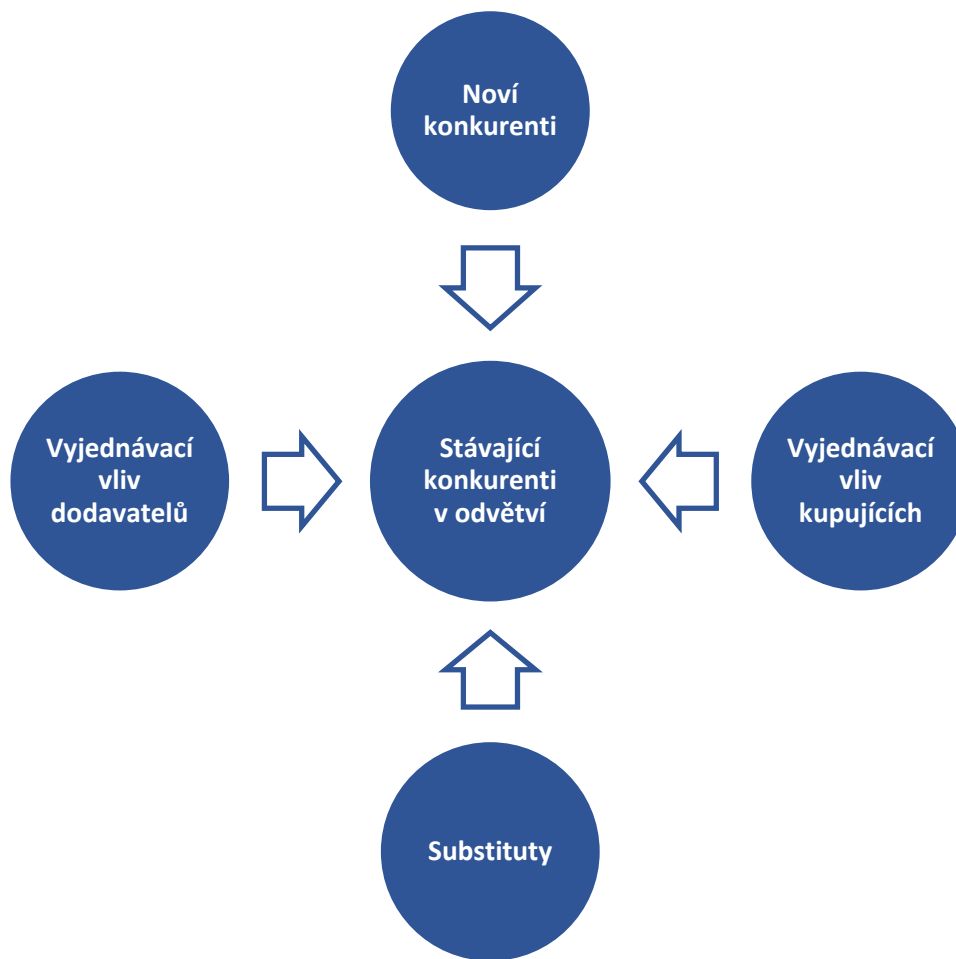 Noví
konkurenti
Vyjednávací
vliv
dodavatelů
Stávající
konkurenti
v odvětví
Vyjednávací
vliv
kupujících
Substituty